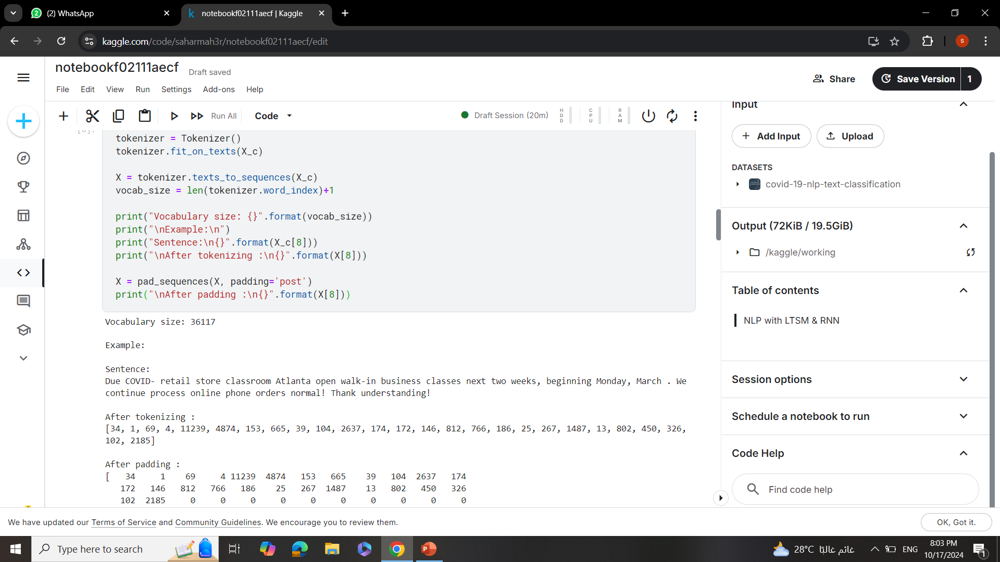 (2) WhatsApp
notebookf02111aecf | Kaggle
kaggle.com/code/saharmah3r/notebookf02111aecf/edit
S
notebookf02111aecf
Draft saved
File Edit View Run Settings Add-ons Help
Share
Save Version 1
Run All
Code
Draft Session (20m)
HDD
CPU
RAM
tokenizer = Tokenizer()
tokenizer.fit_on_texts(X_c)
X = tokenizer.texts_to_sequences(X_c)
vocab_size = len(tokenizer.word_index)+1
print("Vocabulary size: {}".format(vocab_size))
print("\nExample:\n")
print("Sentence:\n{}".format(X_c[8]))
print("\nAfter tokenizing :\n{}".format(X[8]))
X = pad_sequences(X, padding='post')
print("\nAfter padding :\n{}".format(X[8]))
Vocabulary size: 36117
Example:
Sentence:
Due COVID- retail store classroom Atlanta open walk-in business classes next two weeks, beginning Monday, March . We
continue process online phone orders normal! Thank understanding!
After tokenizing :
[34, 1, 69, 4, 11239, 4874, 153, 665, 39, 104, 2637, 174, 172, 146, 812, 766, 186, 25, 267, 1487, 13, 802, 450, 326,
102, 2185]
After padding :
[ 34 1 69 4 11239 4874 153 665 39 104 2637 174
172 146 812 766 186 25 267 1487 13 802 450 326
102 2185 0 0 0 0 0 0 0 0 0 0
Input
Add Input
Upload
DATASETS
covid-19-nlp-text-classification
Output (72KiB / 19.5GiB)
/kaggle/working
Table of contents
NLP with LTSM & RNN
Session options
Schedule a notebook to run
Code Help
Find code help
We have updated our Terms of Service and Community Guidelines. We encourage you to review them.
OK, Got it.
Type here to search
28°C غائم غالبًا
ENG
8:03 PM
10/17/2024
1